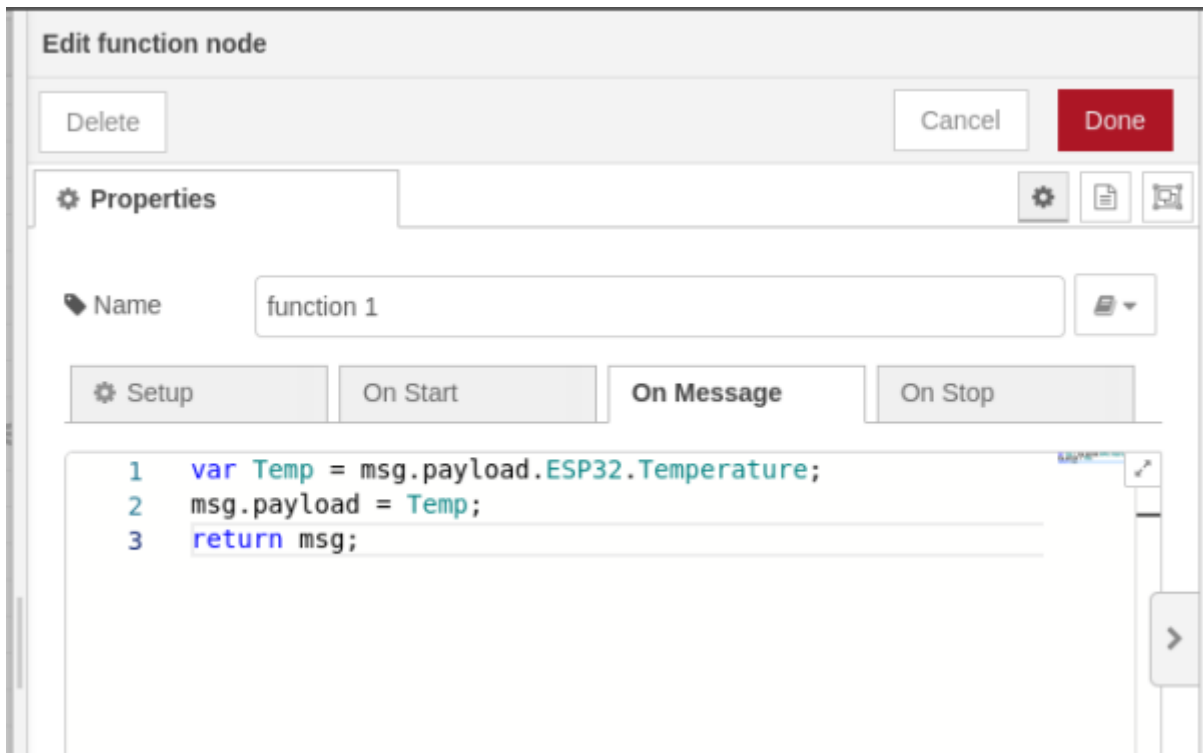 Edit function node
Delete
Cancel
Done
Properties
Name
function 1
Setup
On Start
On Message
On Stop
1 var Temp = msg.payload.ESP32.Temperature;
2 msg.payload = Temp;
3 return msg;